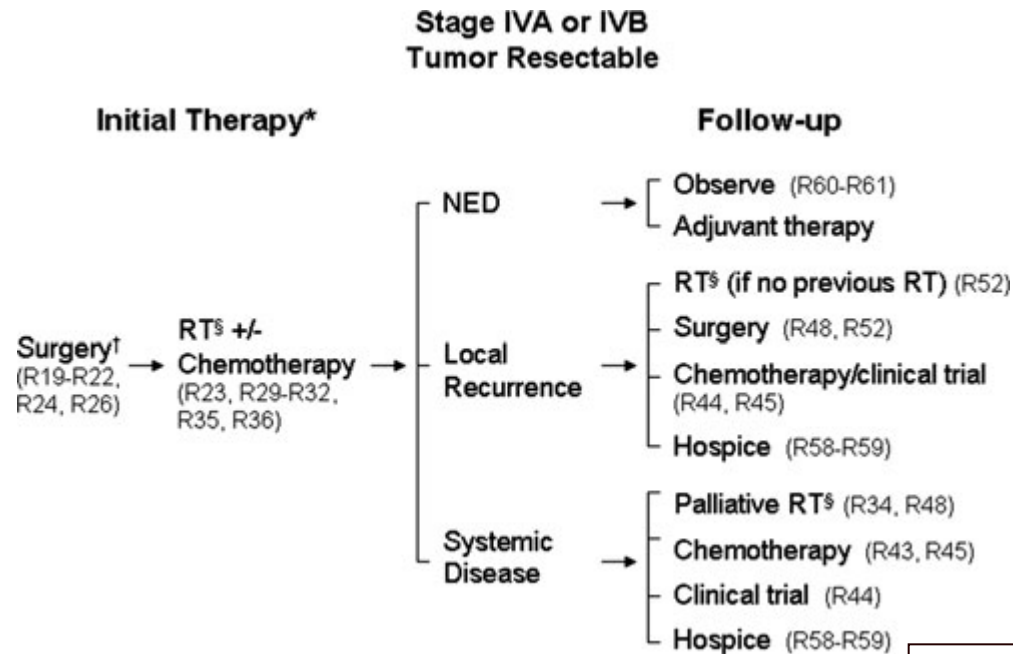 Stage IVA or IVB
Tumor Resectable
Initial Therapy*
Follow-up
Surgery†
(R19-R22,
R24, R26)
RT§ +/-
Chemotherapy
(R23, R29-R32,
R35, R36)
NED
Observe (R60-R61)
Adjuvant therapy
Local
Recurrence
RT§ (if no previous RT) (R52)
Surgery (R48, R52)
Chemotherapy/clinical trial
(R44, R45)
Hospice (R58-R59)
Systemic
Disease
Palliative RT§ (R34, R48)
Chemotherapy (R43, R45)
Clinical trial (R44)
Hospice (R58-R59)